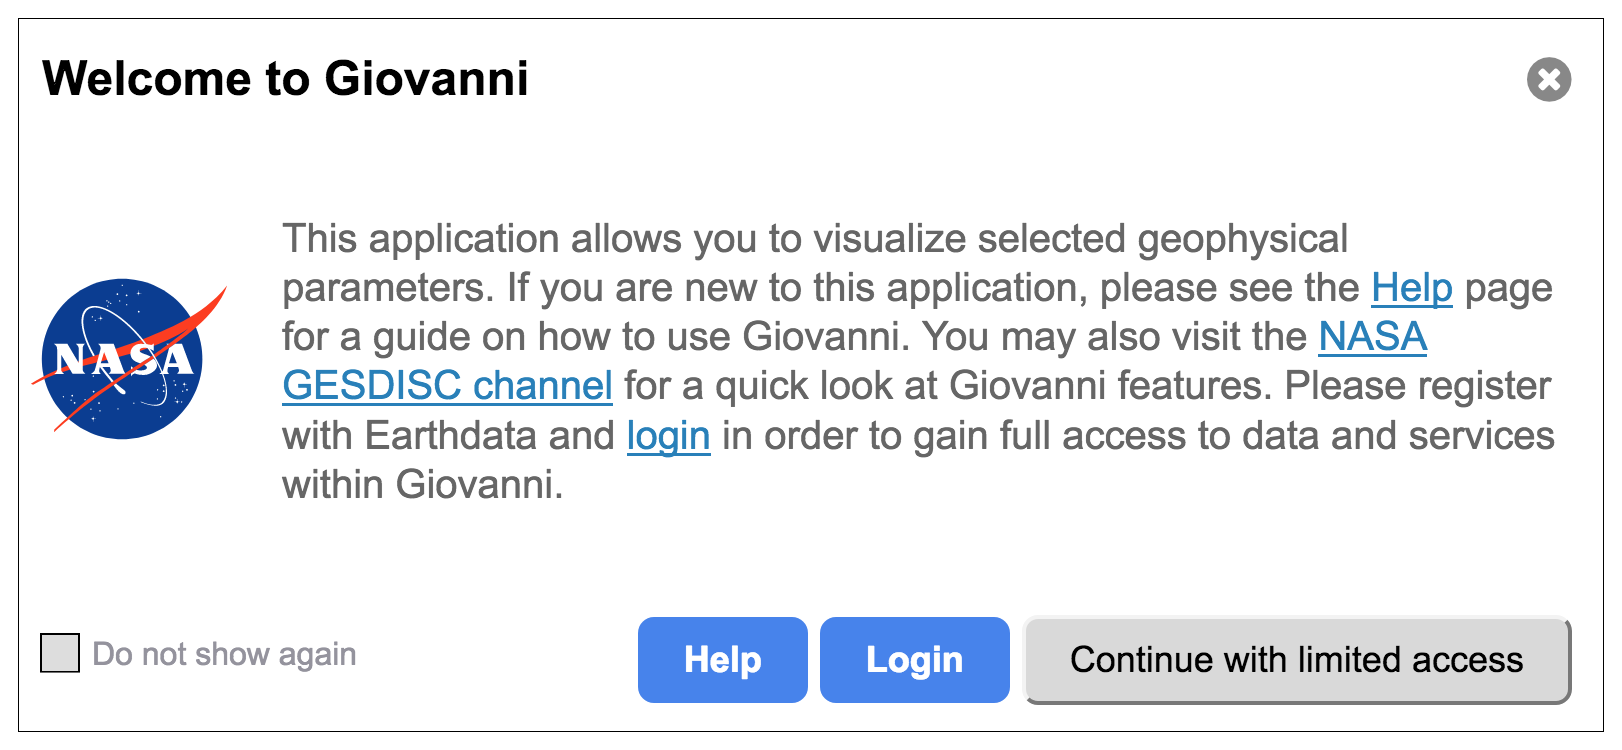 Welcome to Giovanni
This application allows you to visualize selected geophysical
parameters. If you are new to this application, please see the Help page
for a guide on how to use Giovanni. You may also visit the NASA
GESDISC channel for a quick look at Giovanni features. Please register
with Earthdata and login in order to gain full access to data and services
within Giovanni.
NASA
Do not show again
Help
Login
Continue with limited access